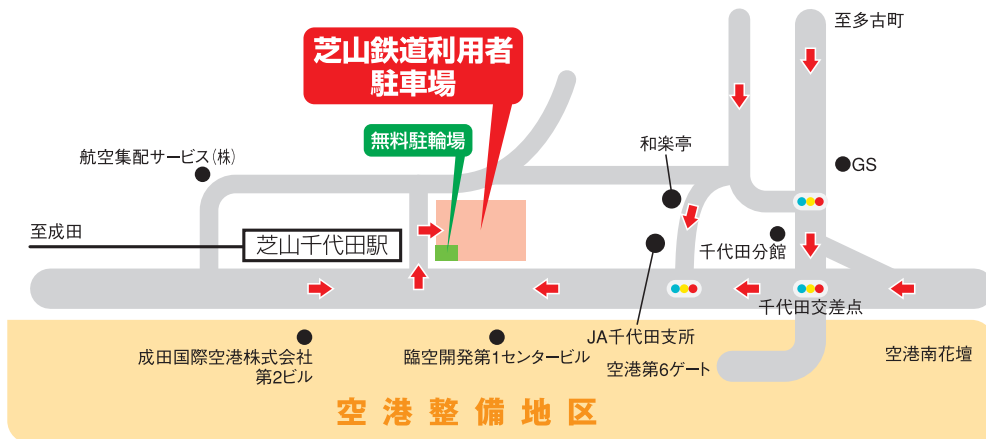 至多古町
芝山鉄道利用者
駐車場
無料駐輪場
和楽亭
航空集配サービス(株)
GS
至成田
芝山千代田駅
千代田分館
千代田交差点
JA千代田支所
成田国際空港株式会社
第2ビル
臨空開発第1センタービル
空港第6ゲート
空港南花壇
空港整備地区